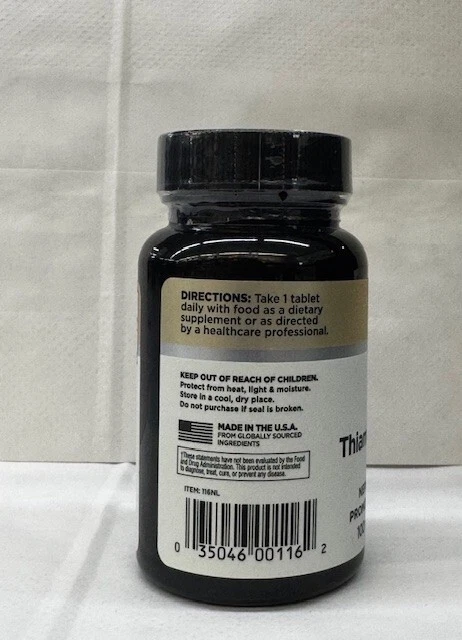 DIRECTIONS: Take 1 tablet
daily with food as a dietary
supplement or as directed
by a healthcare professional.
KEEP OUT OF REACH OF CHILDREN.
Protect from heat, light & moisture.
Store in a cool, dry place.
Do not purchase if seal is broken.
MADE IN THE U.S.A.
FROM GLOBALLY SOURCED
INGREDIENTS
†These statements have not been evaluated by the Food
and Drug Administration. This product is not intended
to diagnose, treat, cure, or prevent any disease.
ITEM: 116NL
0 35046 00116 2
Thia
PROM
100